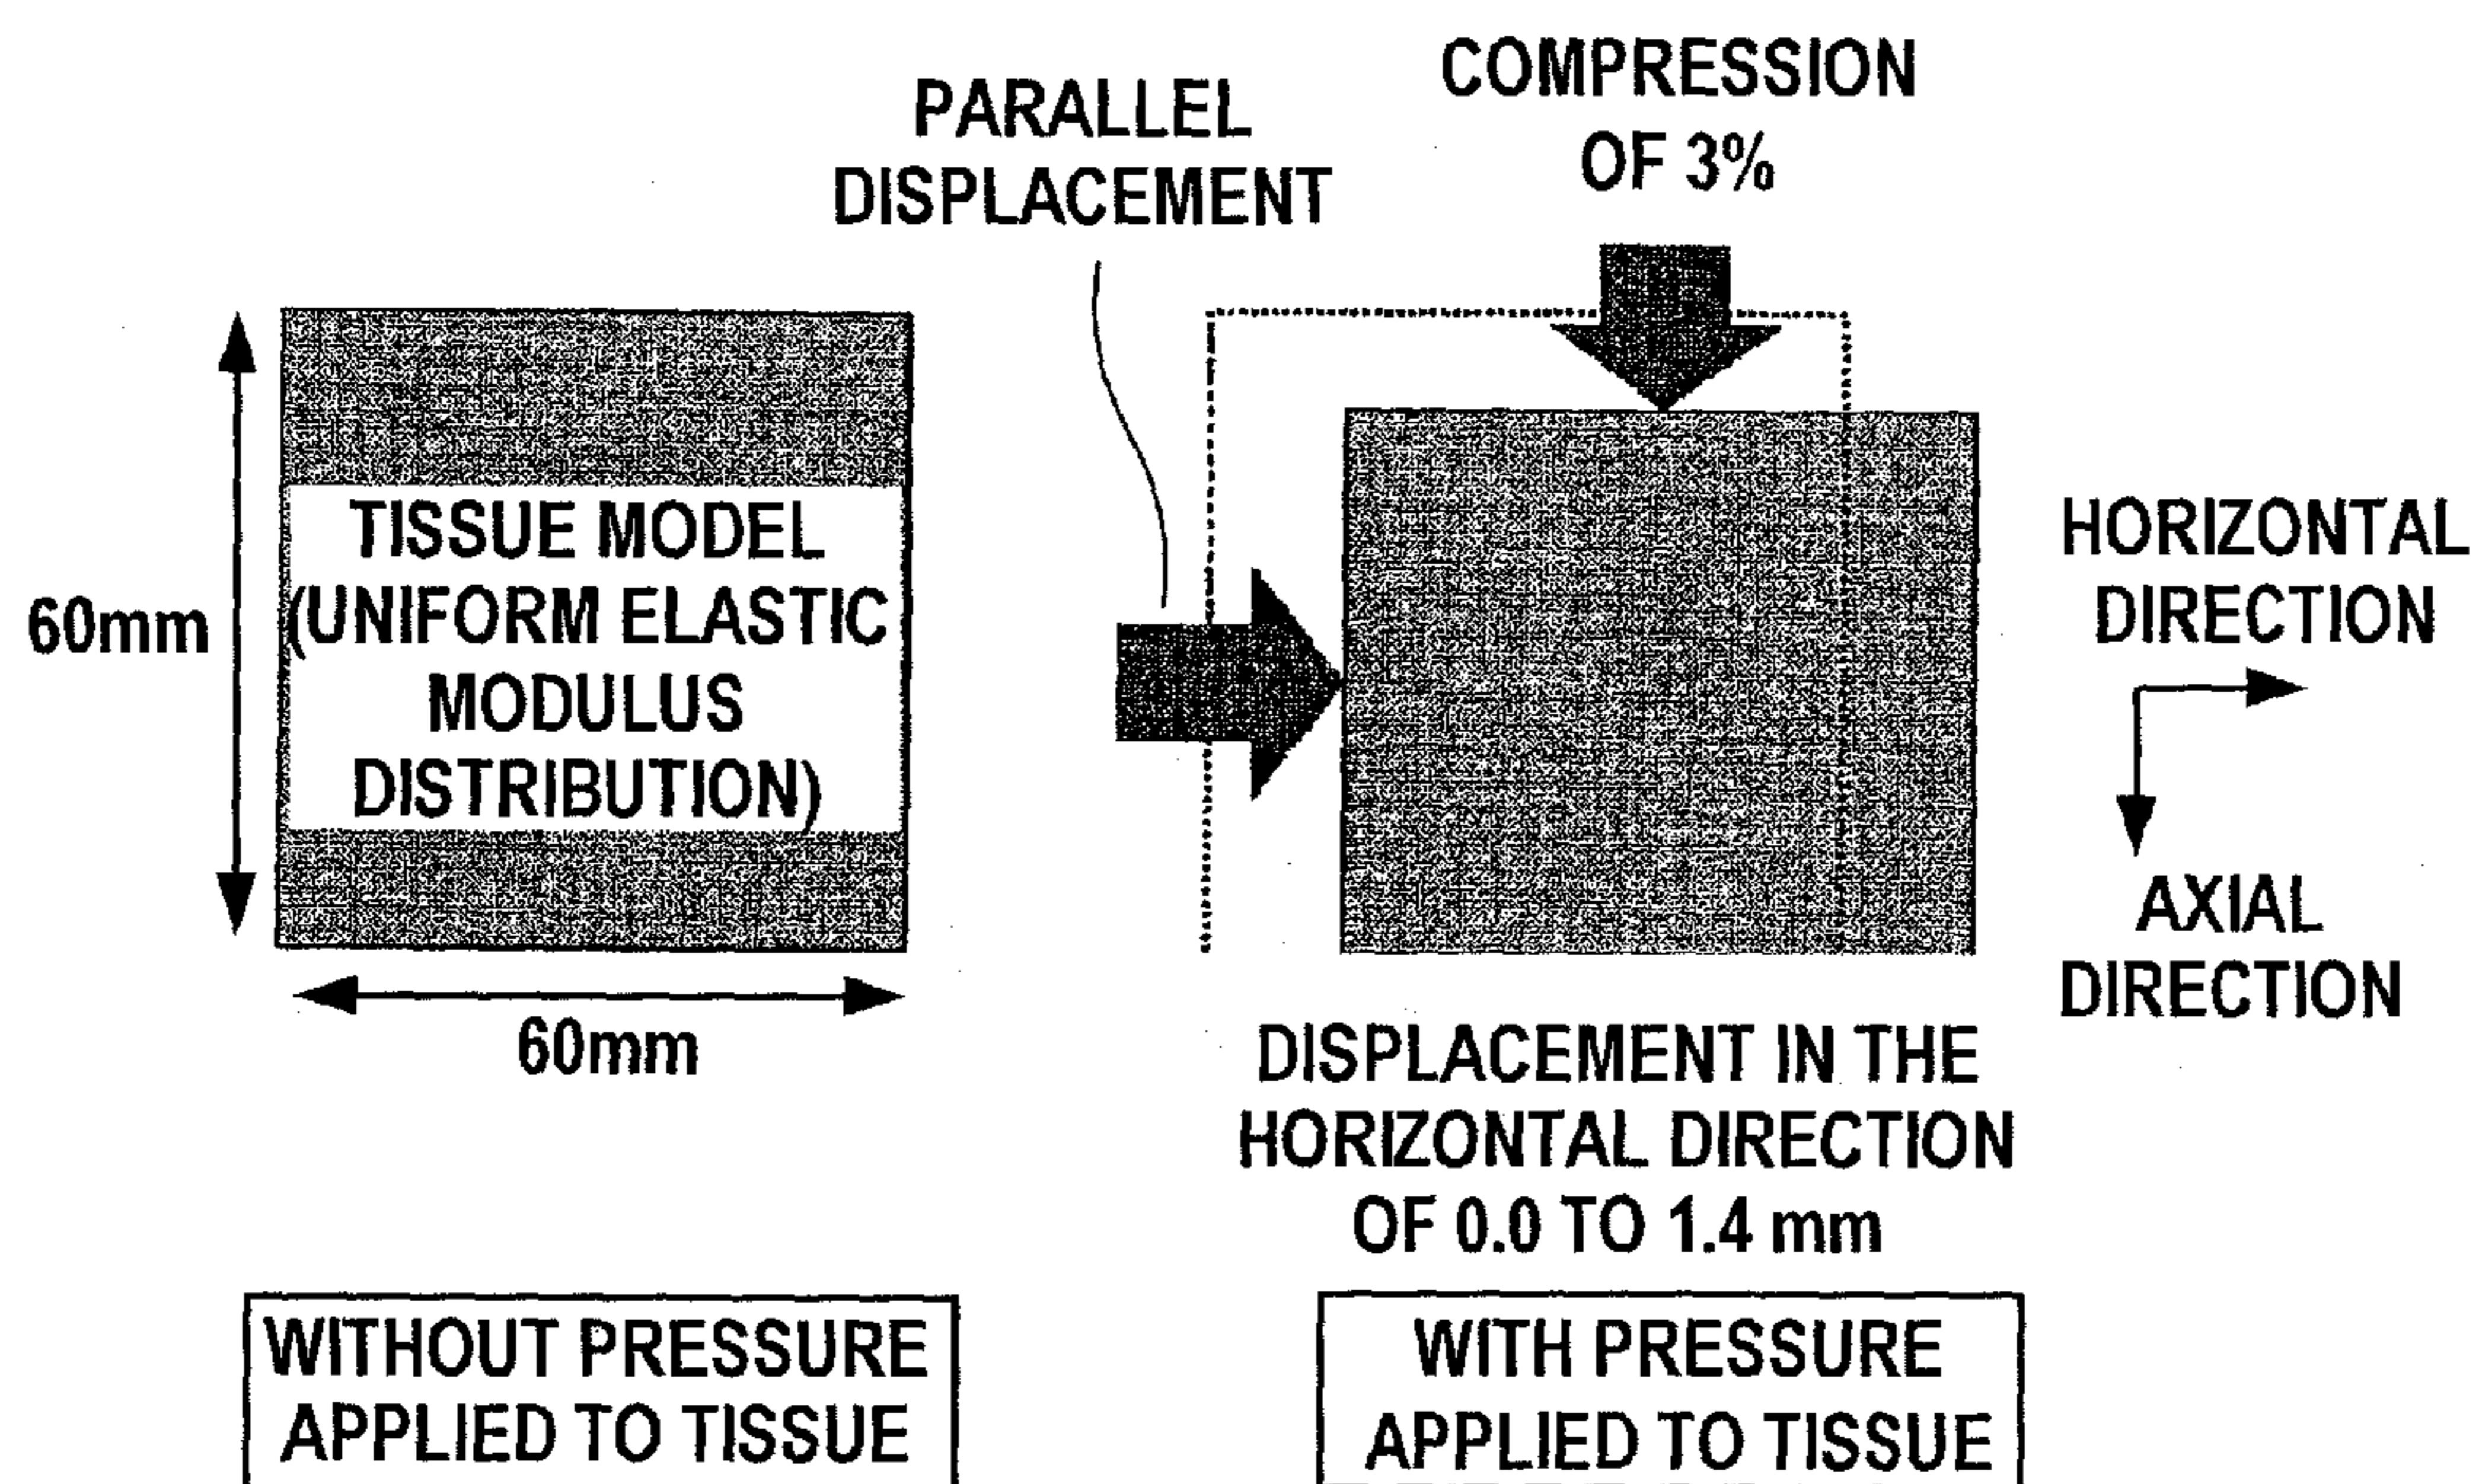 PARALLEL
DISPLACEMENT
COMPRESSION
OF 3%
60mm
TISSUE MODEL
(UNIFORM ELASTIC
MODULUS
DISTRIBUTION)
60mm
HORIZONTAL
DIRECTION
AXIAL
DIRECTION
DISPLACEMENT IN THE
HORIZONTAL DIRECTION
OF 0.0 TO 1.4 mm
WITHOUT PRESSURE
APPLIED TO TISSUE
WITH PRESSURE
APPLIED TO TISSUE